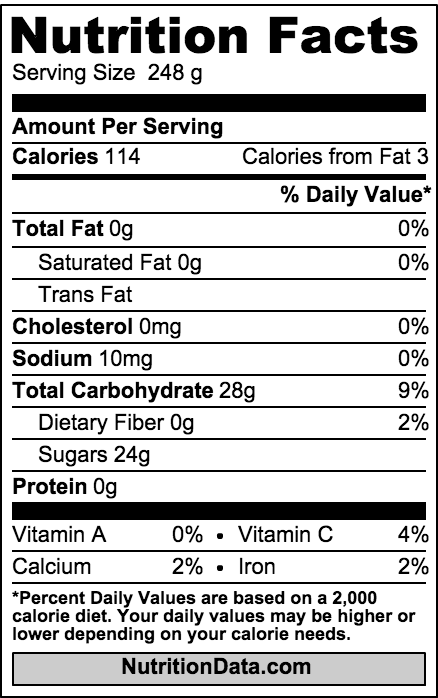 Nutrition Facts
Serving Size 248 g
Amount Per Serving
Calories 114 Calories from Fat 3
% Daily Value*
Total Fat 0g 0%
Saturated Fat 0g 0%
Trans Fat
Cholesterol 0mg 0%
Sodium 10mg 0%
Total Carbohydrate 28g 9%
Dietary Fiber 0g 2%
Sugars 24g
Protein 0g
Vitamin A 0% • Vitamin C 4%
Calcium 2% • Iron 2%
*Percent Daily Values are based on a 2,000
calorie diet. Your daily values may be higher or
lower depending on your calorie needs.
NutritionData.com